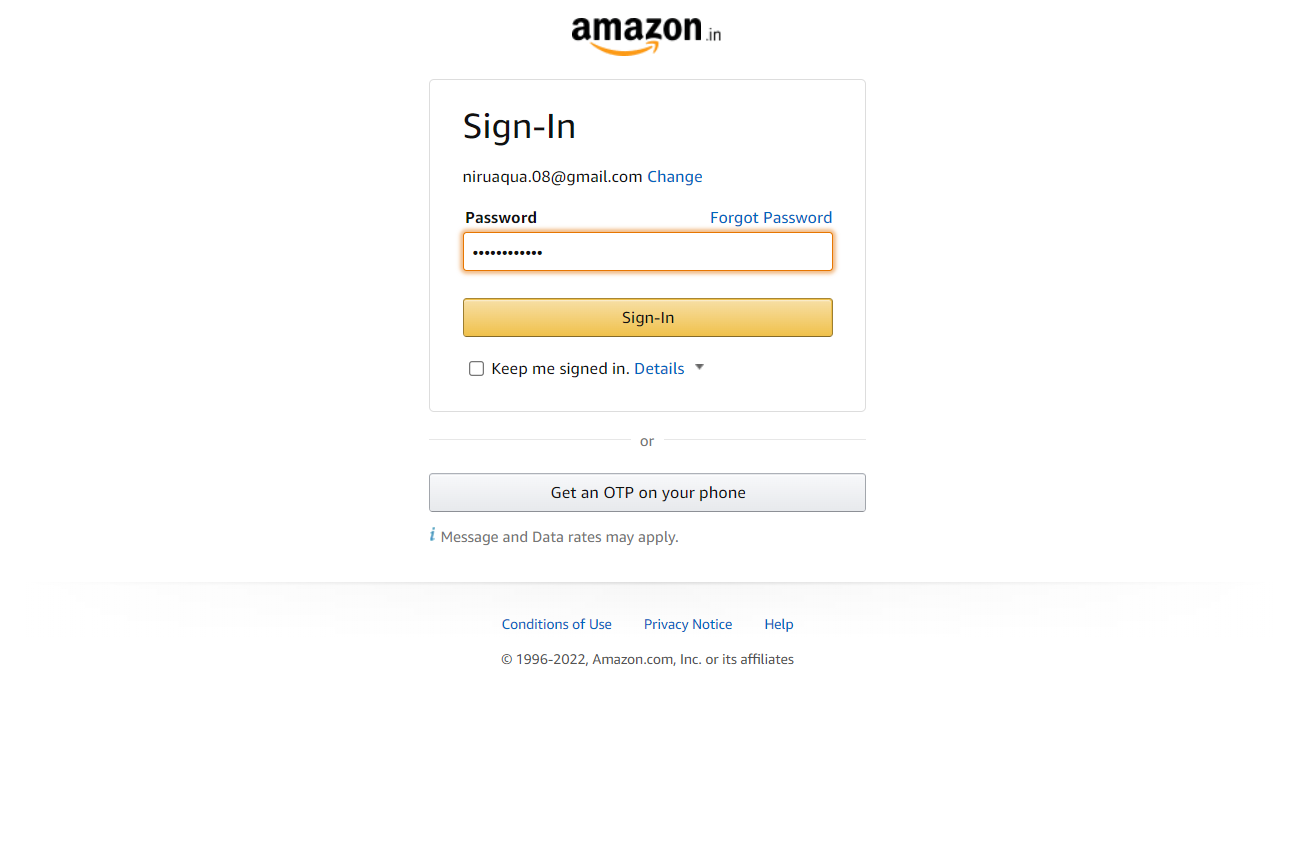 amazon.in
Sign-In
niruaqua.08@gmail.com Change
Password Forgot Password
••••••••••••
Sign-In
Keep me signed in. Details
or
Get an OTP on your phone
i Message and Data rates may apply.
Conditions of Use Privacy Notice Help
© 1996-2022, Amazon.com, Inc. or its affiliates